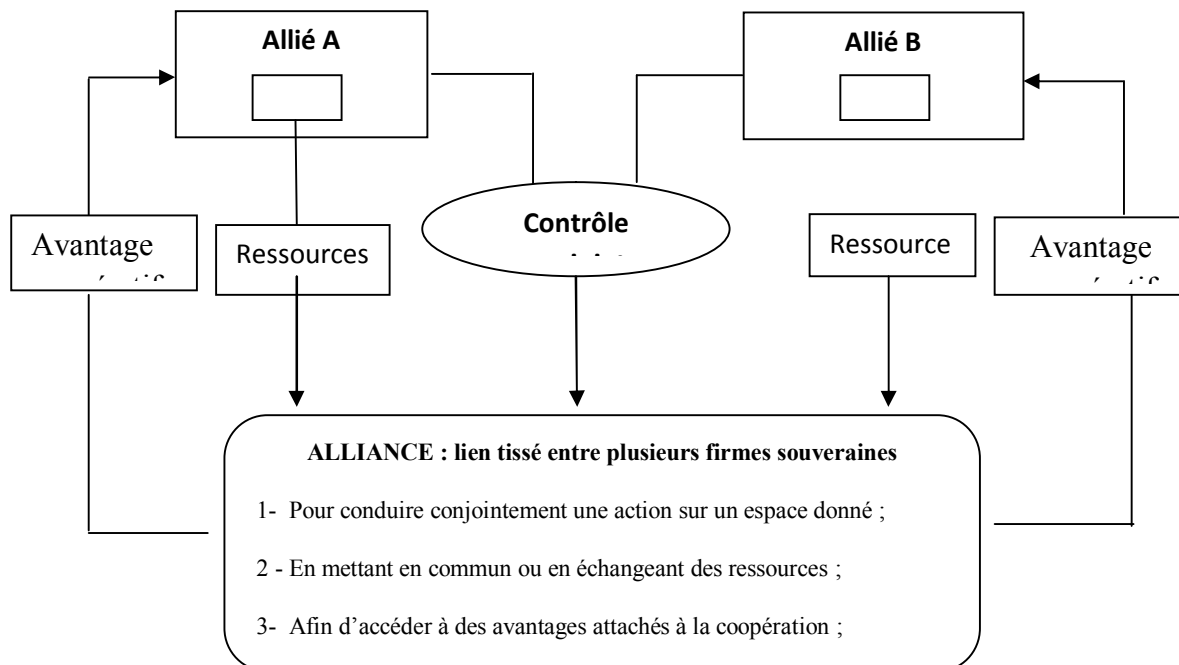 Allié A
Allié B
Contrôle
Avantage
Ressources
Ressource
Avantage
ALLIANCE : lien tissé entre plusieurs firmes souveraines
1- Pour conduire conjointement une action sur un espace donné ;
2 - En mettant en commun ou en échangeant des ressources ;
3- Afin d’accéder à des avantages attachés à la coopération ;